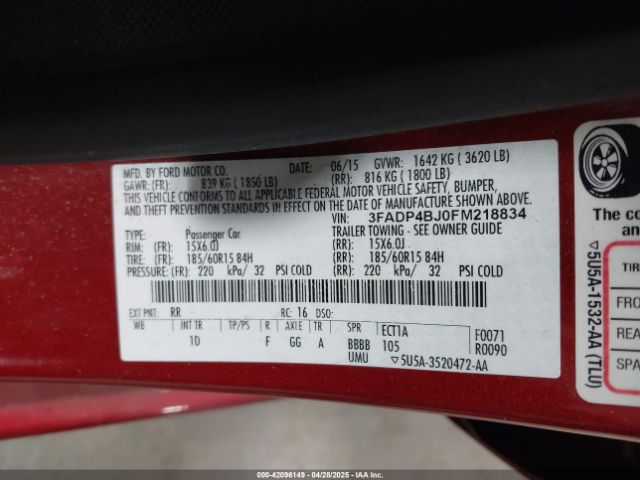 MFD. BY FORD MOTOR CO.
DATE: 06/15 GVWR: 1642 KG ( 3620 LB)
GAWR: (FR): 839 KG ( 1850 LB) (RR): 816 KG ( 1800 LB)
THIS VEHICLE CONFORMS TO ALL APPLICABLE FEDERAL MOTOR VEHICLE SAFETY, BUMPER,
AND THEFT PREVENTION STANDARDS IN EFFECT ON THE DATE OF MANUFACTURE SHOWN ABOVE.
VIN: 3FADP4BJ0FM218834
TYPE: Passenger Car TRAILER TOWING - SEE OWNER GUIDE
RIM: (FR): 15X6.0J (RR): 15X6.0J
TIRE: (FR): 185/60R15 84H (RR): 185/60R15 84H
PRESSURE: (FR) 220 kPa/ 32 PSI COLD (RR): 220 kPa/ 32 PSI COLD
EXT PNT: RR RC: 16 DSO:
WB INT TR TP/PS R AXLE TR SPR ECT1A F0071
1D F GG A BBBB 105 R0090
UMU ▽5U5A-3520472-AA
▽5U5A-1532-AA (TLU)
The co
TIR
FRO
REA
SPA
000-42096149 - 04/28/2025 - IAA Inc.